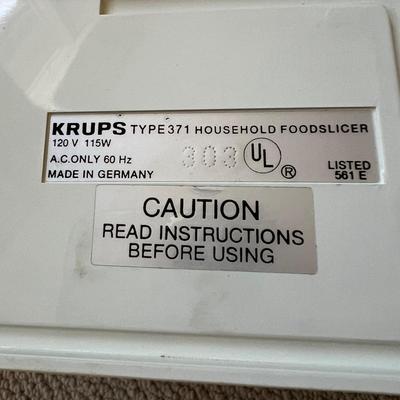 KRUPS TYPE 371 HOUSEHOLD FOODSLICER
120 V 115W
A.C. ONLY 60 Hz 303 UL ® LISTED
MADE IN GERMANY 561 E
CAUTION
READ INSTRUCTIONS
BEFORE USING